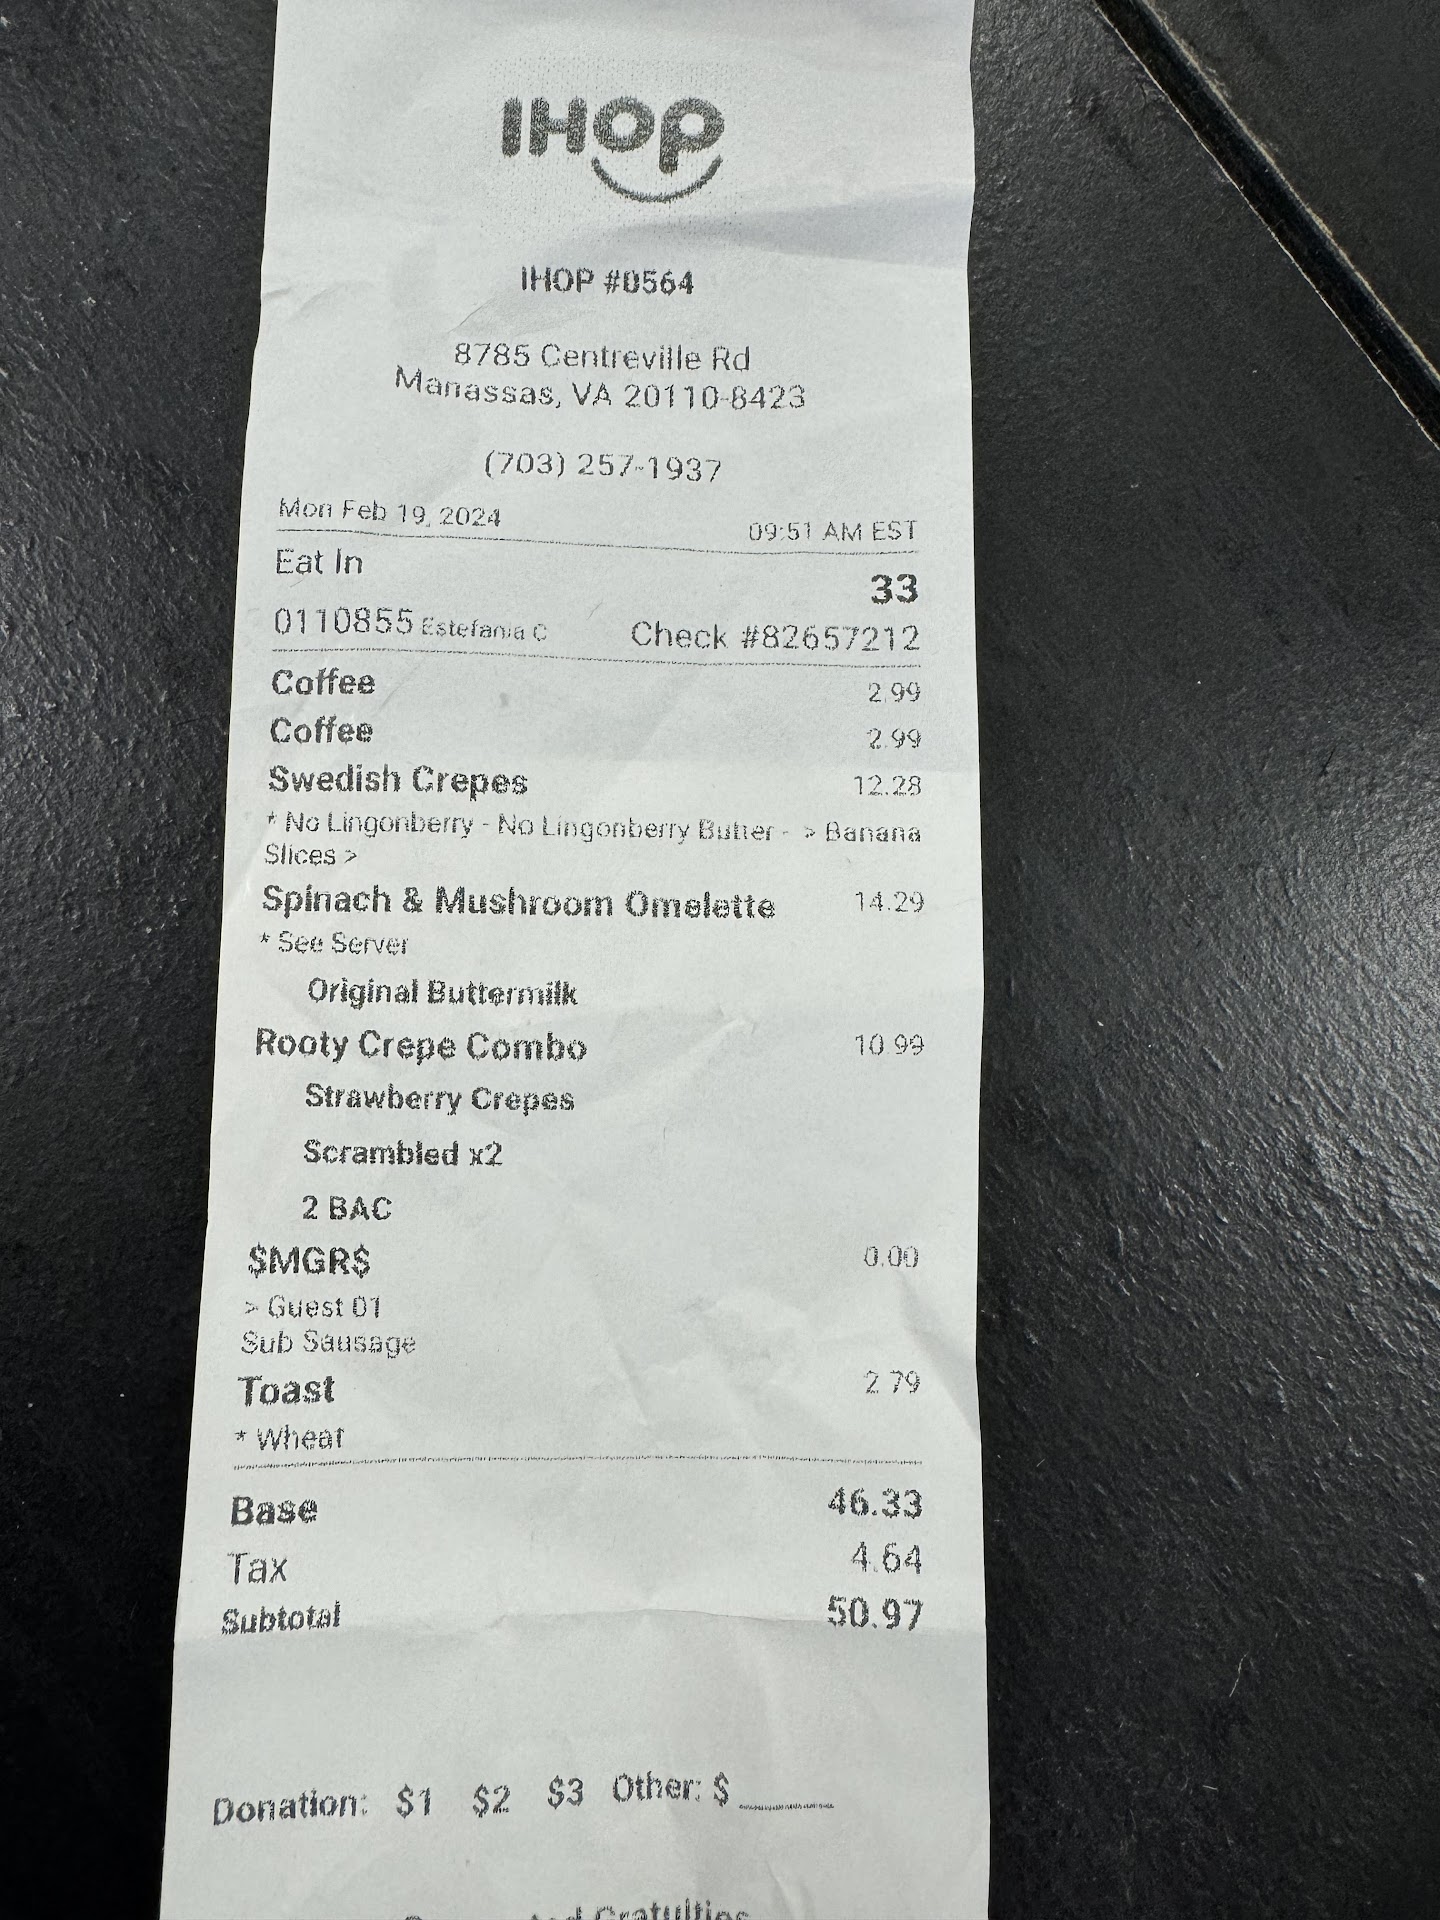 IHOP
IHOP #0564
8785 Centreville Rd
Manassas, VA 20110-8423
(703) 257-1937
Mon Feb 19, 2024 09:51 AM EST
Eat In 33
0110855 Estefania C Check #82657212
Coffee 2.99
Coffee 2.99
Swedish Crepes 12.28
* No Lingonberry - No Lingonberry Butter - > Banana
Slices >
Spinach & Mushroom Omelette 14.29
* See Server
Original Buttermilk
Rooty Crepe Combo 10.99
Strawberry Crepes
Scrambled x2
2 BAC
$MGR$ 0.00
> Guest 01
Sub Sausage
Toast 2.79
* Wheat
Base 46.33
Tax 4.64
Subtotal 50.97
Donation: $1 $2 $3 Other: $
Gratuities